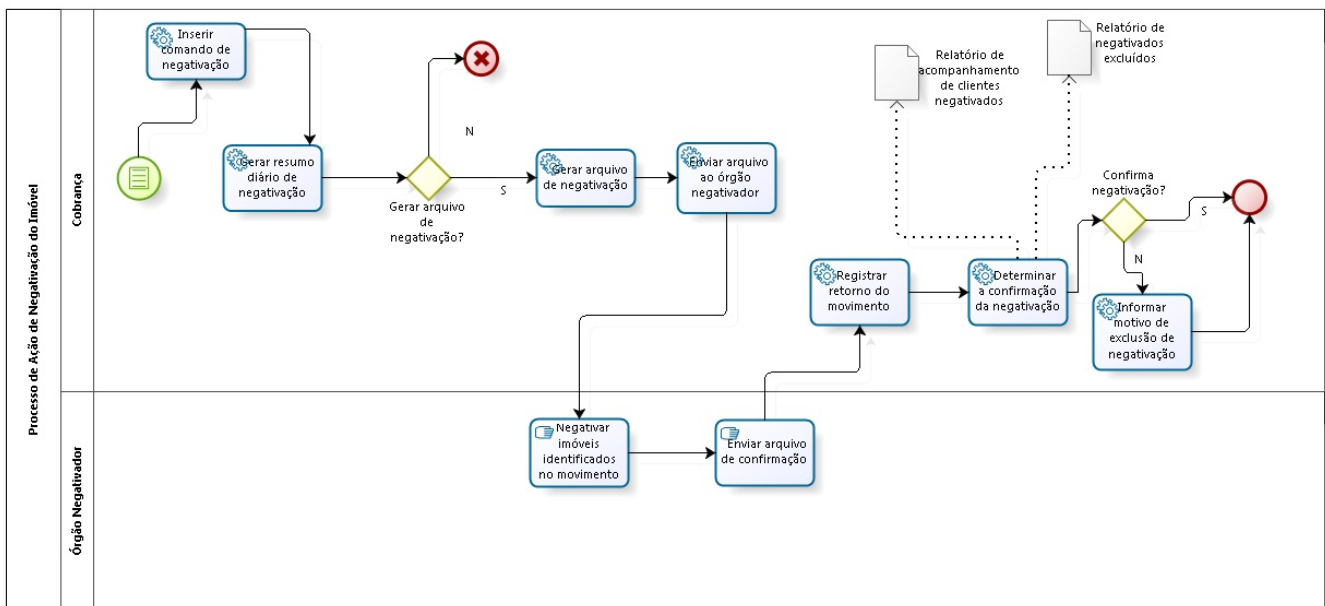 Processo de Ação de Negativação do Imóvel
Cobrança
Inserir
comando de
negativação
Gerar resumo
diário de
negativação
N
Gerar arquivo
de
negativação?
S
Gerar arquivo
de negativação
Enviar arquivo
ao órgão
negativador
Relatório de
acompanhamento
de clientes
negativados
Relatório de
negativados
excluídos
Registrar
retorno do
movimento
Determinar
a confirmação
da negativação
Confirma
negativação?
S
N
Informar
motivo de
exclusão de
negativação
Órgão Negativador
Negativar
imóveis
identificados
no movimento
Enviar arquivo
de confirmação